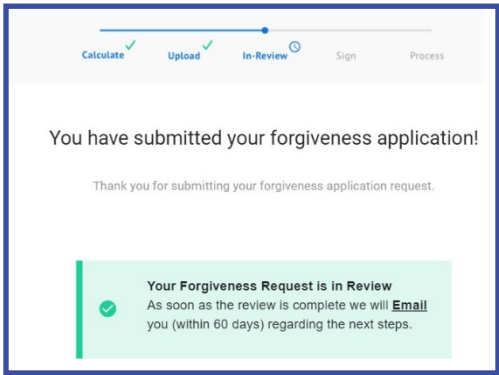 Calculate Upload In-Review Sign Process
You have submitted your forgiveness application!
Thank you for submitting your forgiveness application request.
Your Forgiveness Request is in Review
As soon as the review is complete we will Email
you (within 60 days) regarding the next steps.